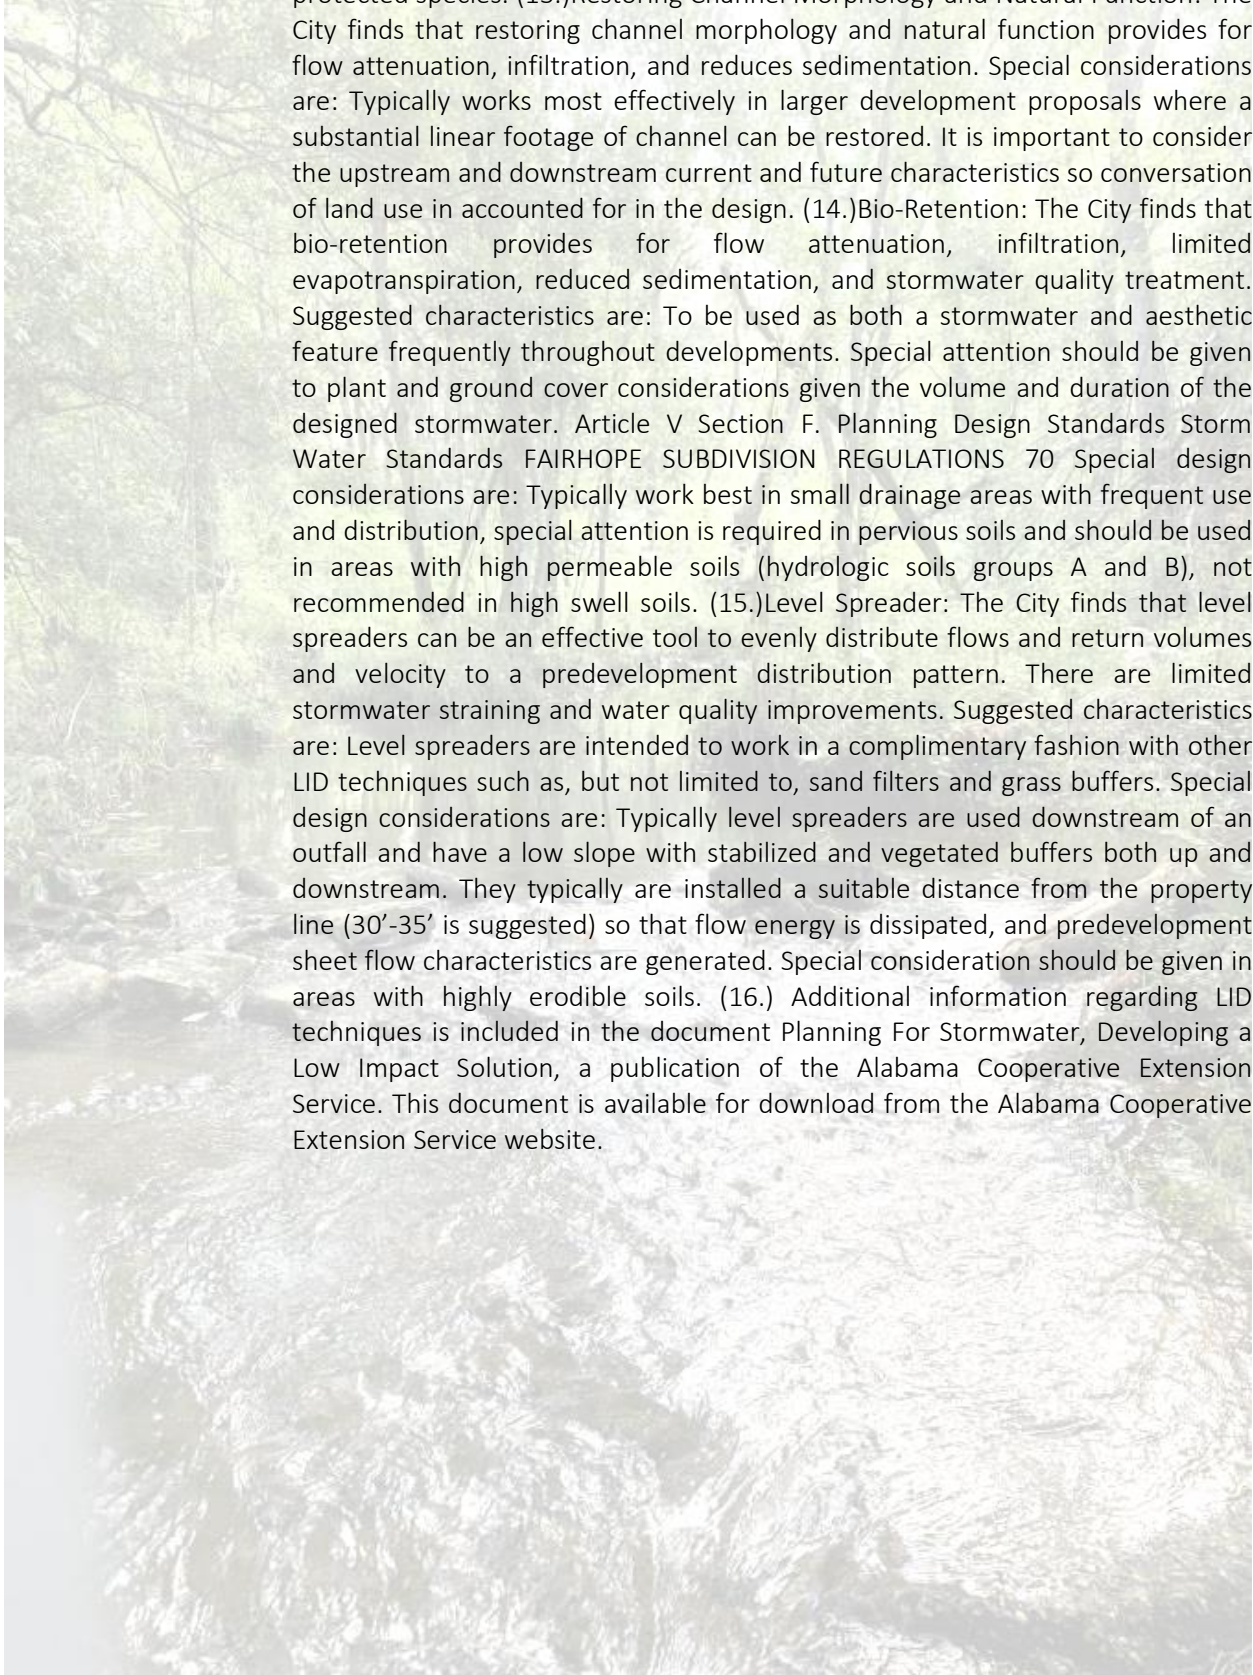 protected species. (13.)Restoring Channel Morphology and Natural Function: The
City finds that restoring channel morphology and natural function provides for
flow attenuation, infiltration, and reduces sedimentation. Special considerations
are: Typically works most effectively in larger development proposals where a
substantial linear footage of channel can be restored. It is important to consider
the upstream and downstream current and future characteristics so conversation
of land use in accounted for in the design. (14.)Bio-Retention: The City finds that
bio-retention provides for flow attenuation, infiltration, limited
evapotranspiration, reduced sedimentation, and stormwater quality treatment.
Suggested characteristics are: To be used as both a stormwater and aesthetic
feature frequently throughout developments. Special attention should be given
to plant and ground cover considerations given the volume and duration of the
designed stormwater. Article V Section F. Planning Design Standards Storm
Water Standards FAIRHOPE SUBDIVISION REGULATIONS 70 Special design
considerations are: Typically work best in small drainage areas with frequent use
and distribution, special attention is required in pervious soils and should be used
in areas with high permeable soils (hydrologic soils groups A and B), not
recommended in high swell soils. (15.)Level Spreader: The City finds that level
spreaders can be an effective tool to evenly distribute flows and return volumes
and velocity to a predevelopment distribution pattern. There are limited
stormwater straining and water quality improvements. Suggested characteristics
are: Level spreaders are intended to work in a complimentary fashion with other
LID techniques such as, but not limited to, sand filters and grass buffers. Special
design considerations are: Typically level spreaders are used downstream of an
outfall and have a low slope with stabilized and vegetated buffers both up and
downstream. They typically are installed a suitable distance from the property
line (30’-35’ is suggested) so that flow energy is dissipated, and predevelopment
sheet flow characteristics are generated. Special consideration should be given in
areas with highly erodible soils. (16.) Additional information regarding LID
techniques is included in the document Planning For Stormwater, Developing a
Low Impact Solution, a publication of the Alabama Cooperative Extension
Service. This document is available for download from the Alabama Cooperative
Extension Service website.